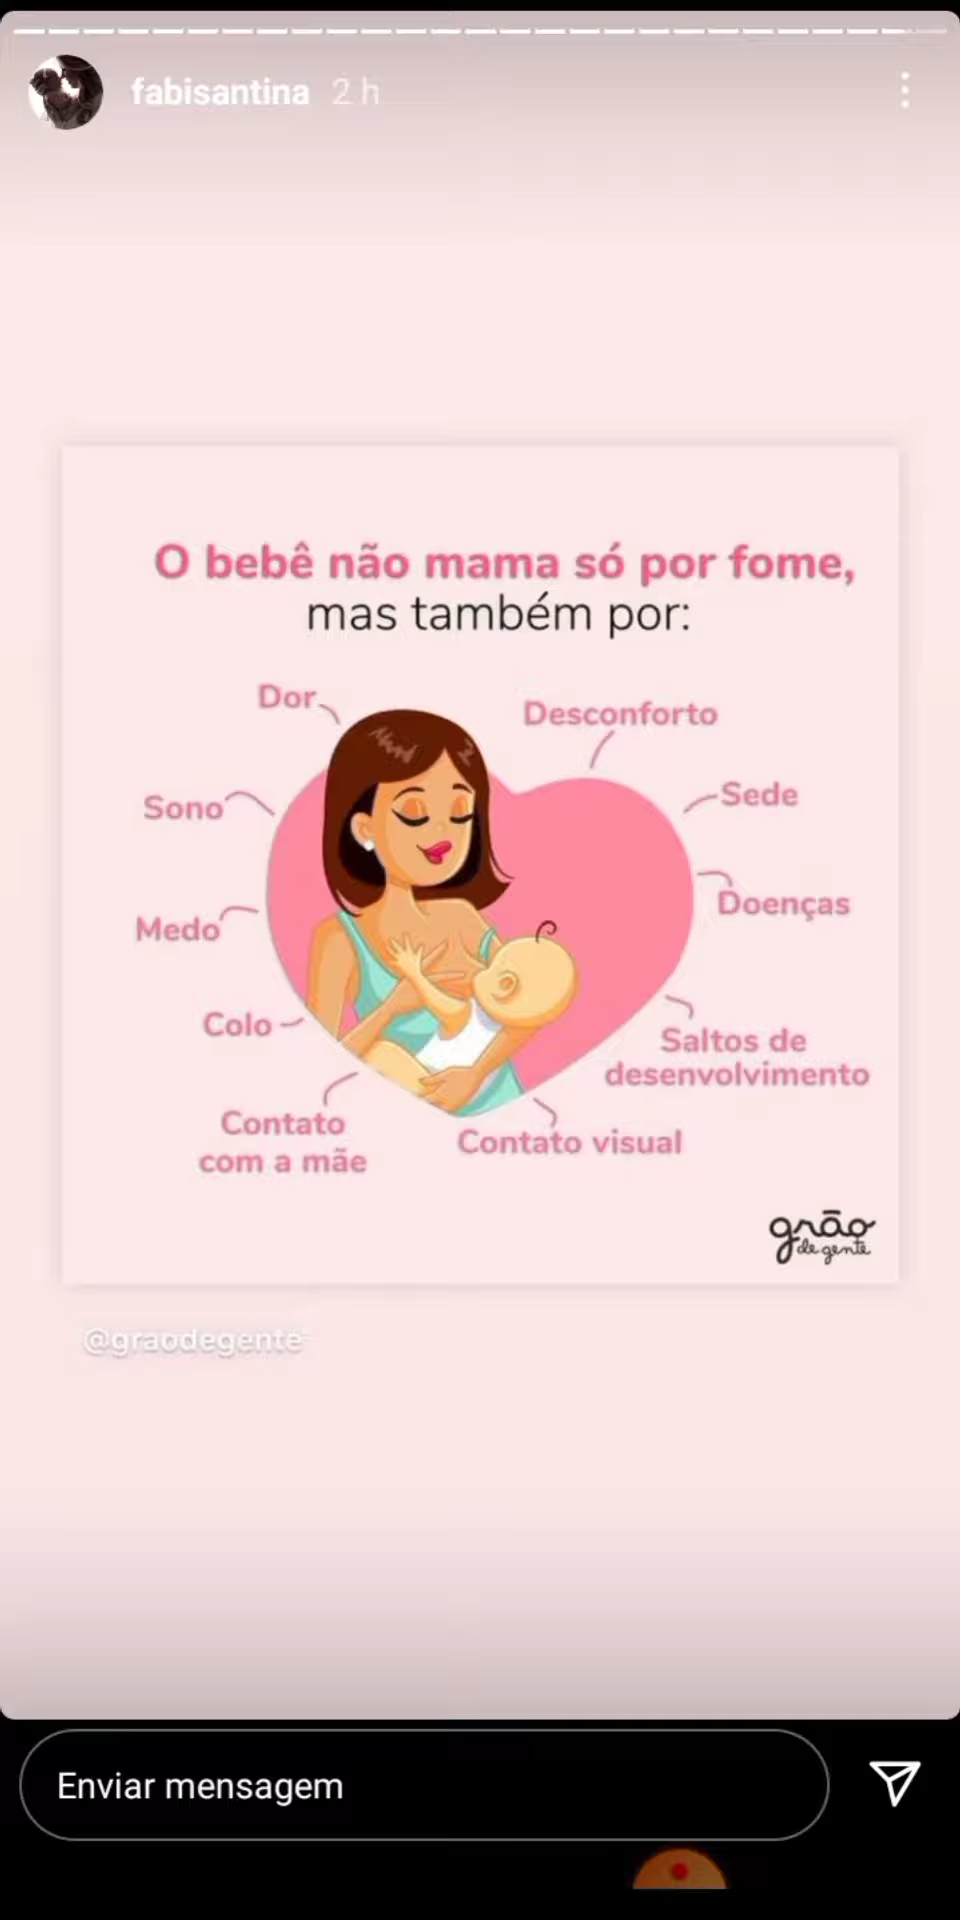 fabisantina 2 h
O bebê não mama só por fome,
mas também por:
Dor
Desconforto
Sono
Sede
Medo
Doenças
Colo
Saltos de
desenvolvimento
Contato
com a mãe
Contato visual
grão
de gente
@graodegente
Enviar mensagem